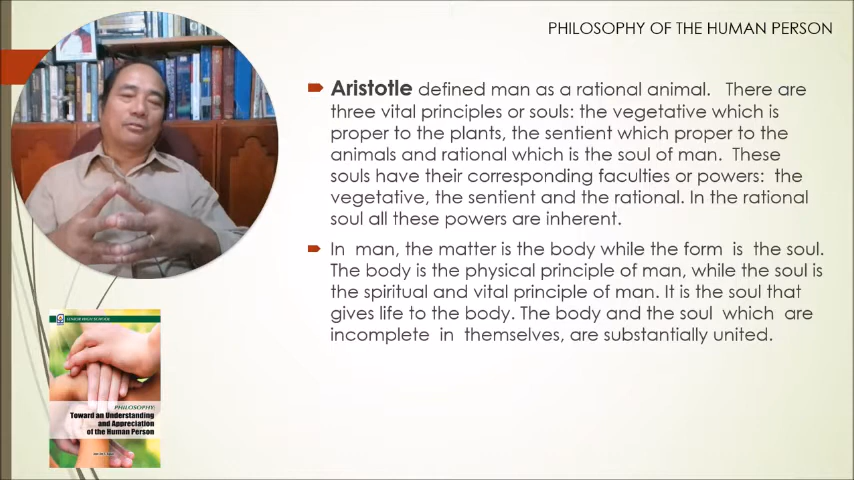 PHILOSOPHY OF THE HUMAN PERSON
Aristotle defined man as a rational animal. There are
three vital principles or souls: the vegetative which is
proper to the plants, the sentient which proper to the
animals and rational which is the soul of man. These
souls have their corresponding faculties or powers: the
vegetative, the sentient and the rational. In the rational
soul all these powers are inherent.
In man, the matter is the body while the form is the soul.
The body is the physical principle of man, while the soul is
the spiritual and vital principle of man. It is the soul that
gives life to the body. The body and the soul which are
incomplete in themselves, are substantially united.
SENIOR HIGH SCHOOL
PHILOSOPHY:
Toward an Understanding
and Appreciation
of the Human Person